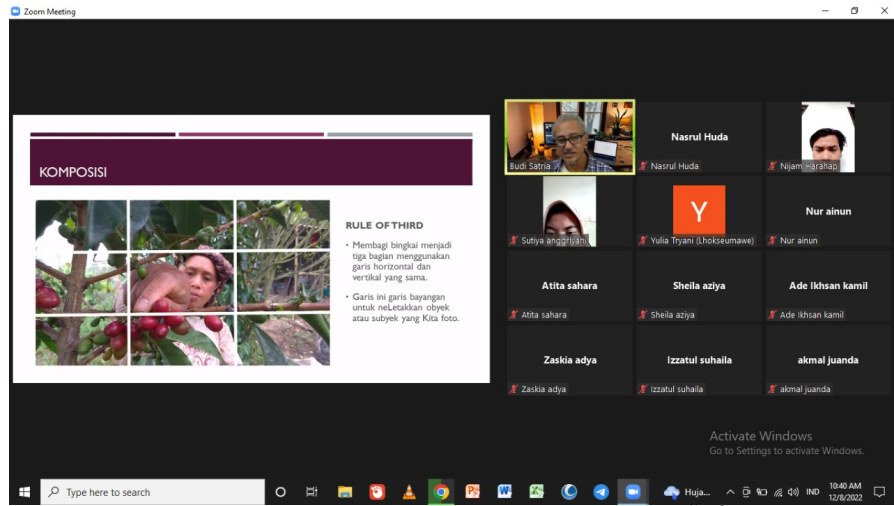 Zoom Meeting
KOMPOSISI
RULE OF THIRD
• Membagi bingkai menjadi
tiga bagian menggunakan
garis horizontal dan
vertikal yang sama.
• Garis ini garis bayangan
untuk neLetakkan obyek
atau subyek yang Kita foto.
Budi Satria
Nasrul Huda
Nasrul Huda
Nijam Harahap
Sutiya anggriyani
Y
Yulia Tryani (Lhokseumawe)
Nur ainun
Nur ainun
Atita sahara
Atita sahara
Sheila aziya
Sheila aziya
Ade Ikhsan kamil
Ade Ikhsan kamil
Zaskia adya
Zaskia adya
Izzatul suhaila
Izzatul suhaila
akmal juanda
akmal juanda
Activate Windows
Go to Settings to activate Windows.
Type here to search
Huja...
IND
10:40 AM
12/8/2022